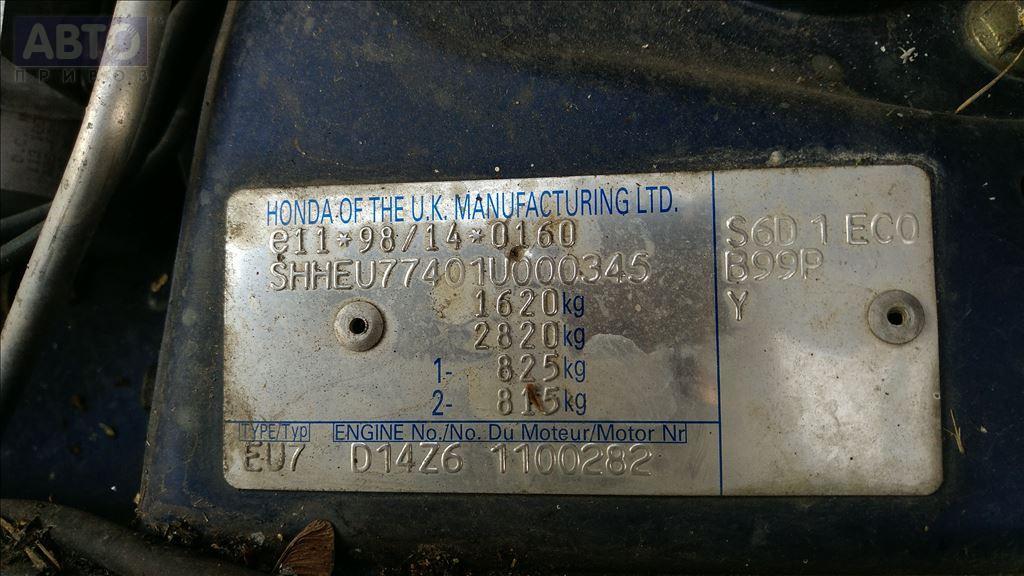 АВТО
ПРИВОЗ
HONDA OF THE U.K. MANUFACTURING LTD.
e11*98/14*0160
SHHEU77401U000345
1620kg
2820kg
1- 825kg
2- 815kg
TYPE/Typ ENGINE No./No. Du Moteur/Motor Nr
EU7 D14Z6 1100282
S6D 1 ECO
B99P
Y